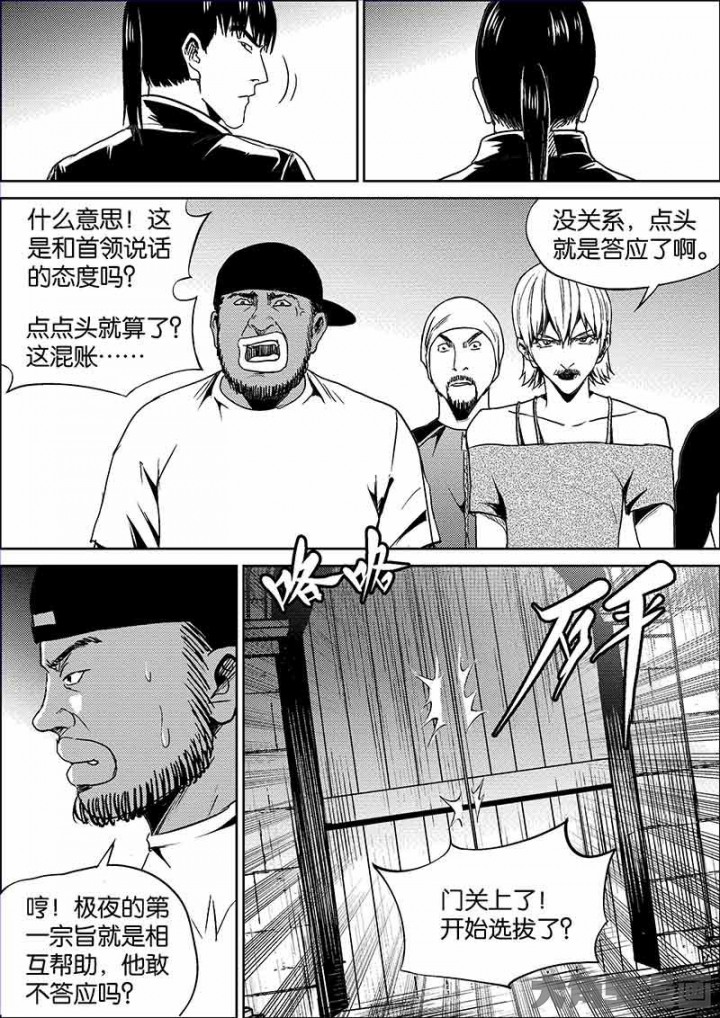 什么意思！这
是和首领说话
的态度吗？
点点头就算了？
这混账……
没关系，点头
就是答应了啊。
咯咯
砰
哼！极夜的第
一宗旨就是相
互帮助，他敢
不答应吗？
门关上了！
开始选拔了？